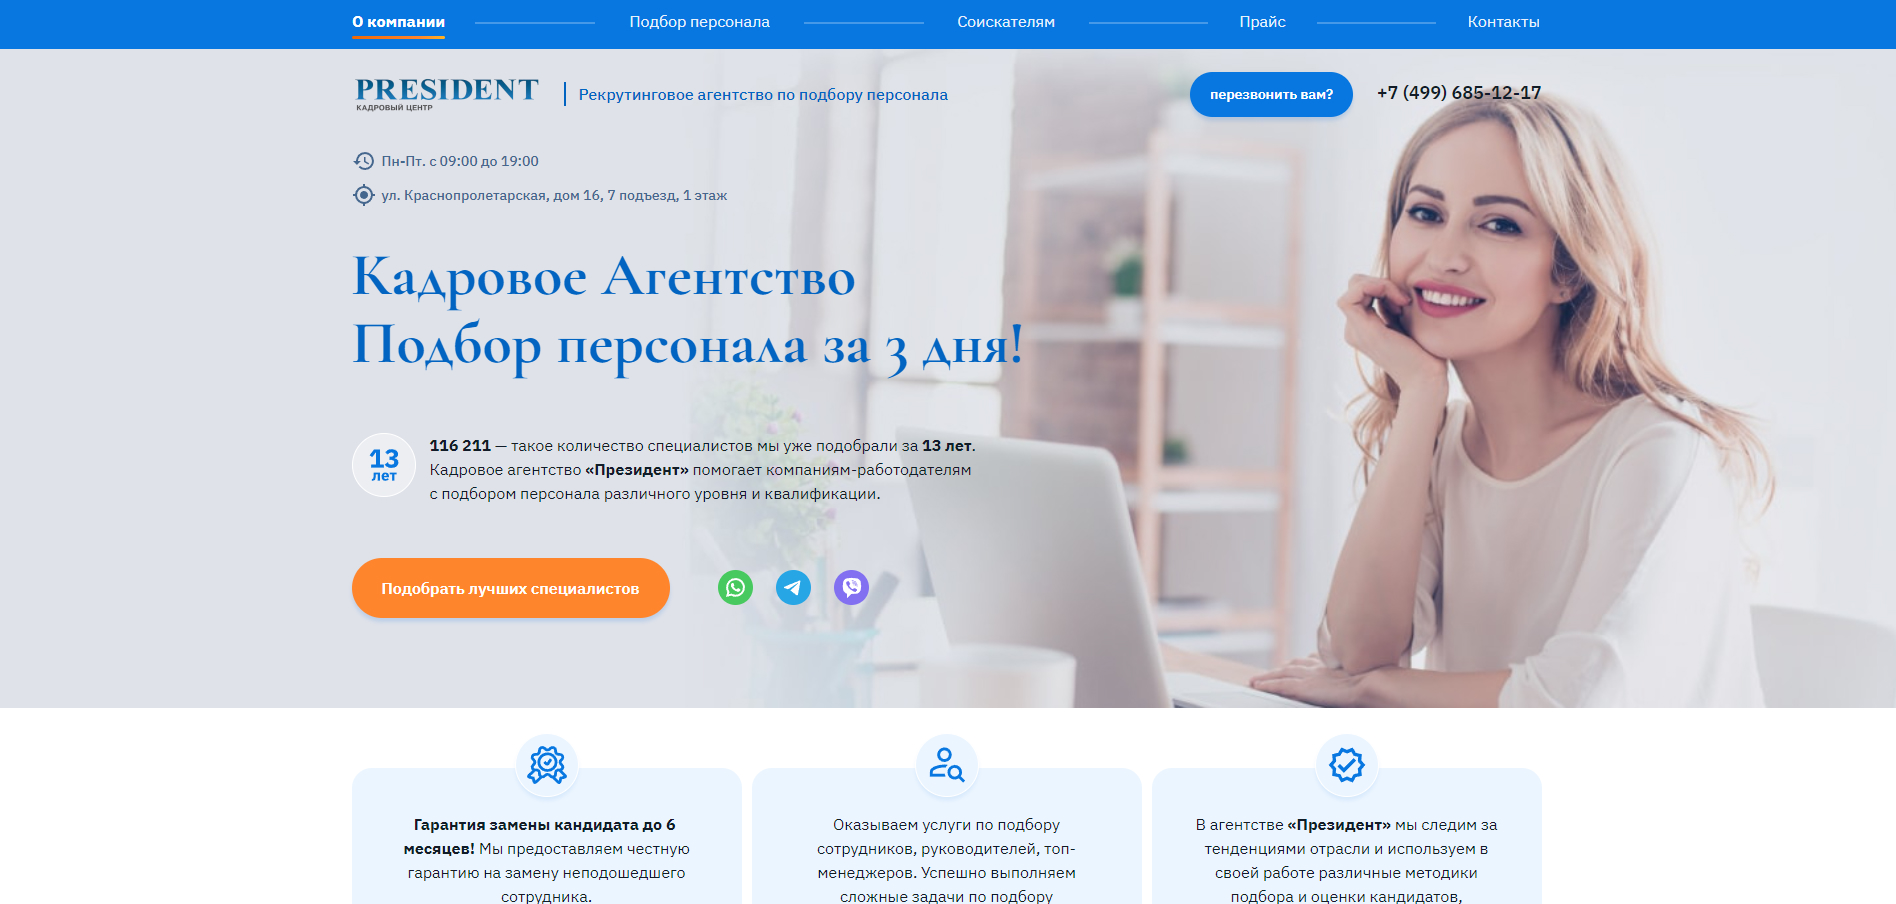 О компании
Подбор персонала
Соискателям
Прайс
Контакты
PRESIDENT
КАДРОВЫЙ ЦЕНТР
Рекрутинговое агентство по подбору персонала
перезвонить вам?
+7 (499) 685-12-17
Пн-Пт. с 09:00 до 19:00
ул. Краснопролетарская, дом 16, 7 подъезд, 1 этаж
Кадровое Агентство
Подбор персонала за 3 дня!
13
лет
116 211 — такое количество специалистов мы уже подобрали за 13 лет.
Кадровое агентство «Президент» помогает компаниям-работодателям
с подбором персонала различного уровня и квалификации.
Подобрать лучших специалистов
Гарантия замены кандидата до 6
месяцев! Мы предоставляем честную
гарантию на замену неподошедшего
сотрудника.
Оказываем услуги по подбору
сотрудников, руководителей, топ-
менеджеров. Успешно выполняем
сложные задачи по подбору
В агентстве «Президент» мы следим за
тенденциями отрасли и используем в
своей работе различные методики
подбора и оценки кандидатов,